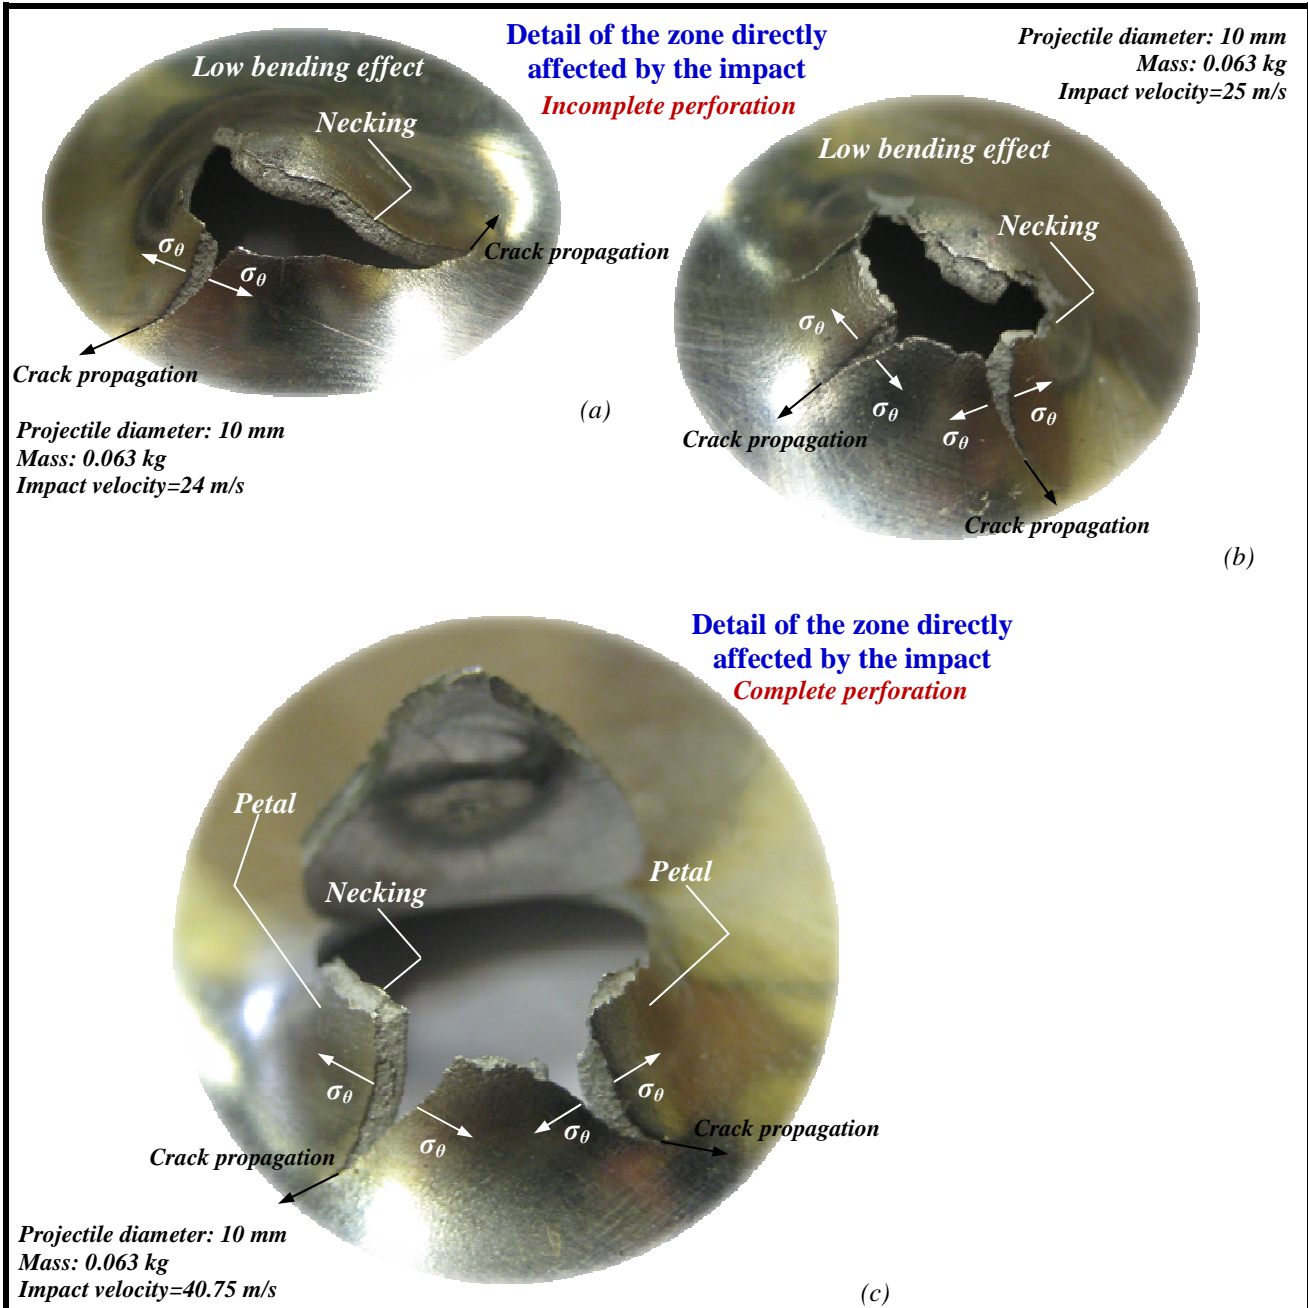 Detail of the zone directly
affected by the impact
Incomplete perforation
Low bending effect
Necking
σθ
σθ
Crack propagation
Crack propagation
Projectile diameter: 10 mm
Mass: 0.063 kg
Impact velocity=24 m/s
(a)
Projectile diameter: 10 mm
Mass: 0.063 kg
Impact velocity=25 m/s
Low bending effect
Necking
σθ
σθ
σθ
σθ
Crack propagation
Crack propagation
(b)
Detail of the zone directly
affected by the impact
Complete perforation
Petal
Petal
Necking
σθ
σθ
σθ
σθ
Crack propagation
Crack propagation
Projectile diameter: 10 mm
Mass: 0.063 kg
Impact velocity=40.75 m/s
(c)